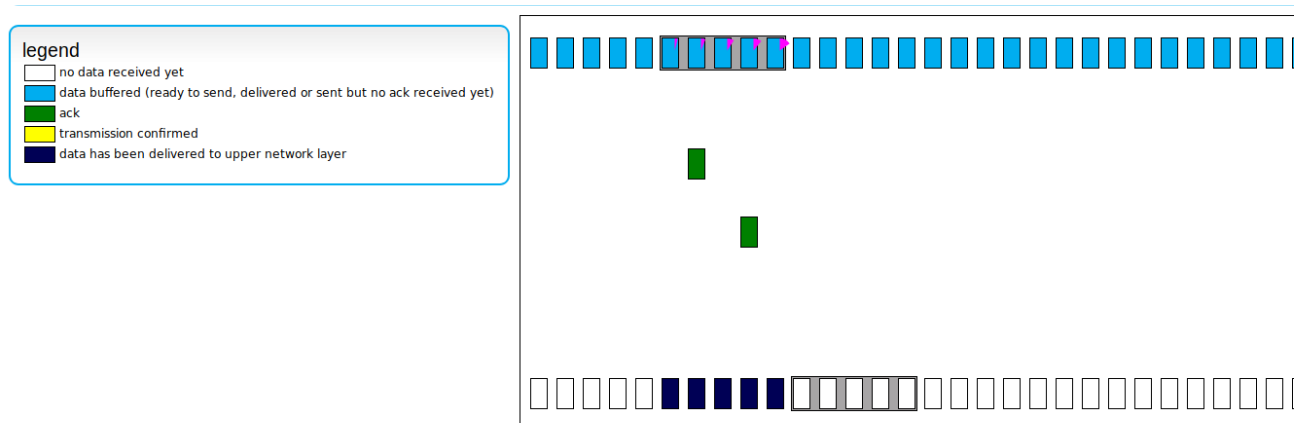 legend
no data received yet
data buffered (ready to send, delivered or sent but no ack received yet)
ack
transmission confirmed
data has been delivered to upper network layer